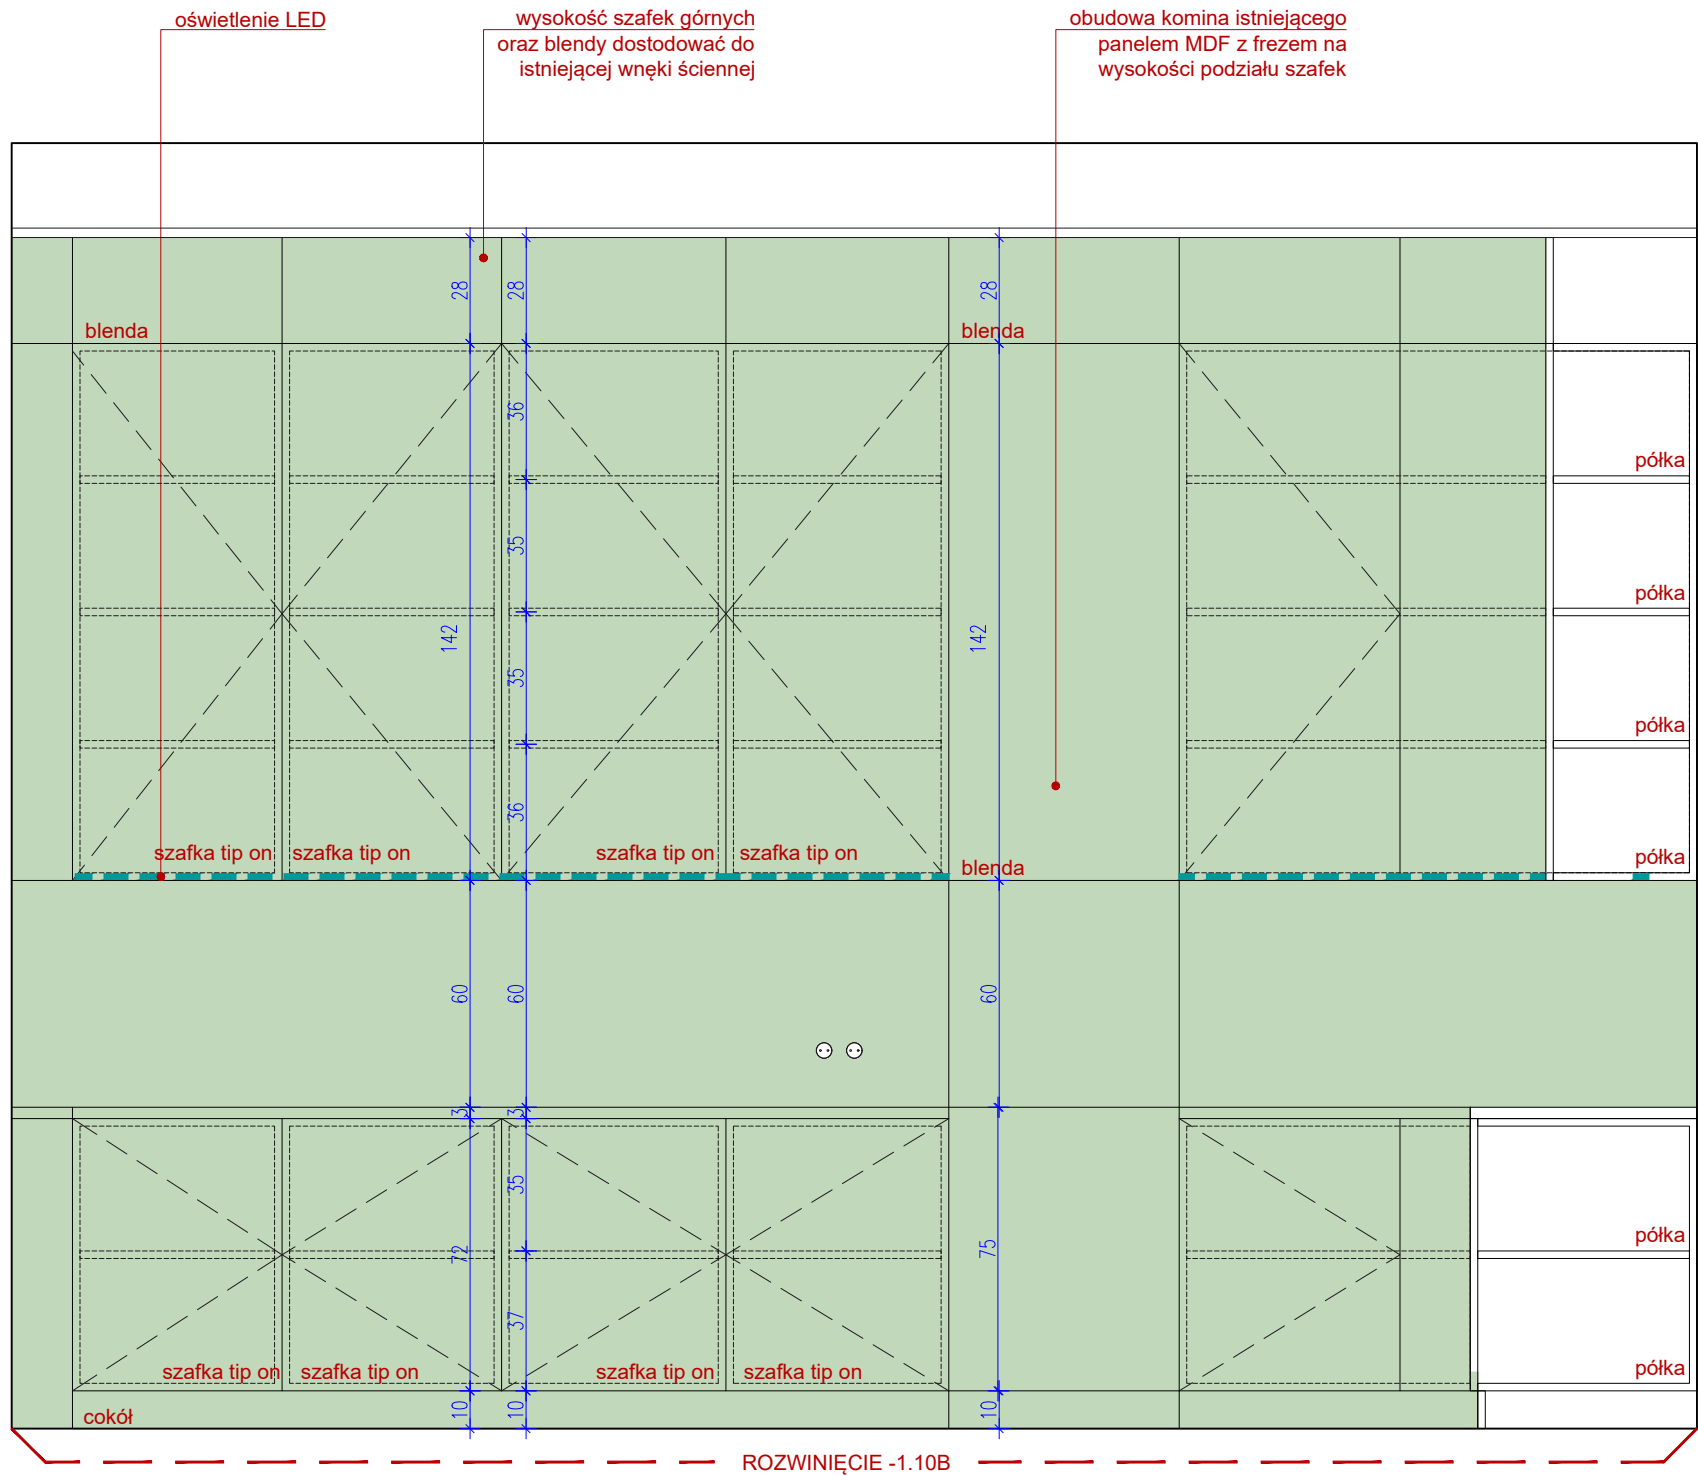 oświetlenie LED
wysokość szafek górnych
oraz blendy dostodować do
istniejącej wnęki ściennej
obudowa komina istniejącego
panelem MDF z frezem na
wysokości podziału szafek
28
28
28
blenda
blenda
36
półka
35
półka
142
142
35
półka
36
szafka tip on
szafka tip on
szafka tip on
szafka tip on
półka
blenda
60
60
60
3
3
35
72
75
półka
37
szafka tip on
szafka tip on
szafka tip on
szafka tip on
półka
10
10
10
cokół
ROZWINIĘCIE -1.10B